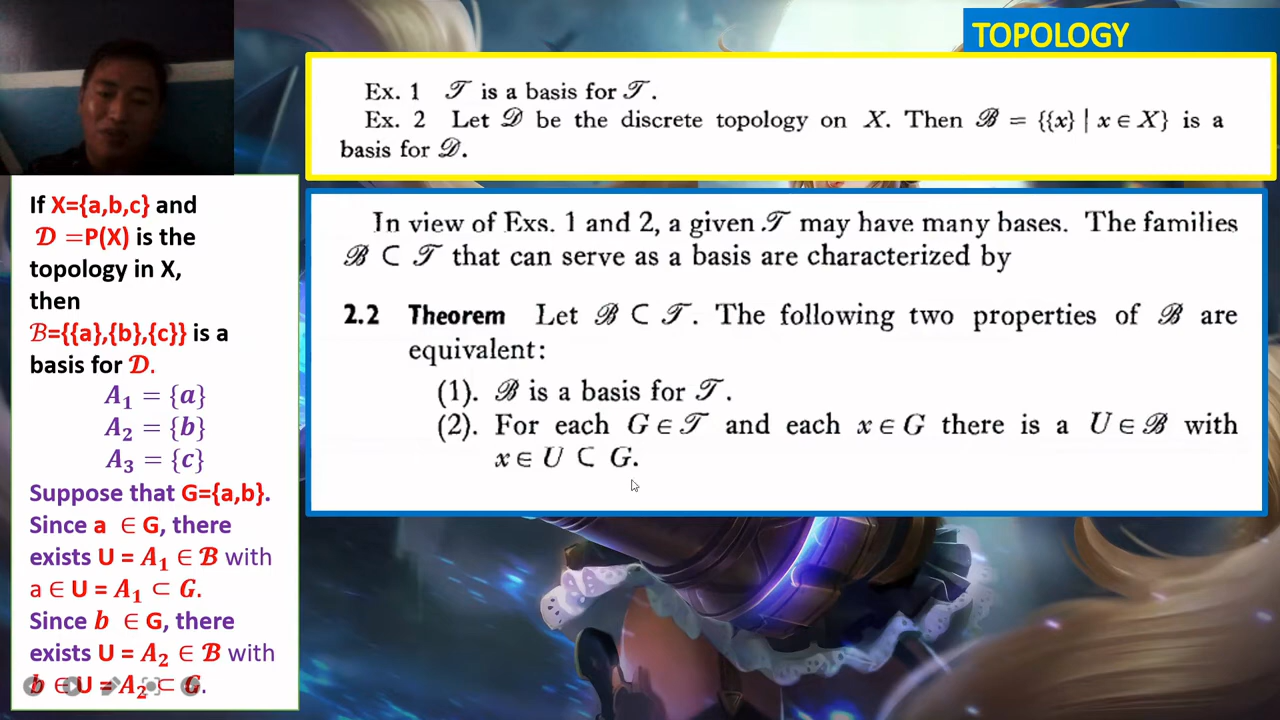 TOPOLOGY
Ex. 1 𝒯 is a basis for 𝒯.
Ex. 2 Let 𝒟 be the discrete topology on X. Then ℬ = {{x} | x ∈ X} is a
basis for 𝒟.
In view of Exs. 1 and 2, a given 𝒯 may have many bases. The families
ℬ ⊂ 𝒯 that can serve as a basis are characterized by
2.2 Theorem Let ℬ ⊂ 𝒯. The following two properties of ℬ are
equivalent:
(1). ℬ is a basis for 𝒯.
(2). For each G ∈ 𝒯 and each x ∈ G there is a U ∈ ℬ with
x ∈ U ⊂ G.
If X={a,b,c} and
𝒟 =P(X) is the
topology in X,
then
ℬ={{a},{b},{c}} is a
basis for 𝒟.
A₁ = {a}
A₂ = {b}
A₃ = {c}
Suppose that G={a,b}.
Since a ∈ G, there
exists U = A₁ ∈ ℬ with
a ∈ U = A₁ ⊂ G.
Since b ∈ G, there
exists U = A₂ ∈ ℬ with
b ∈ U = A₂ ⊂ G.